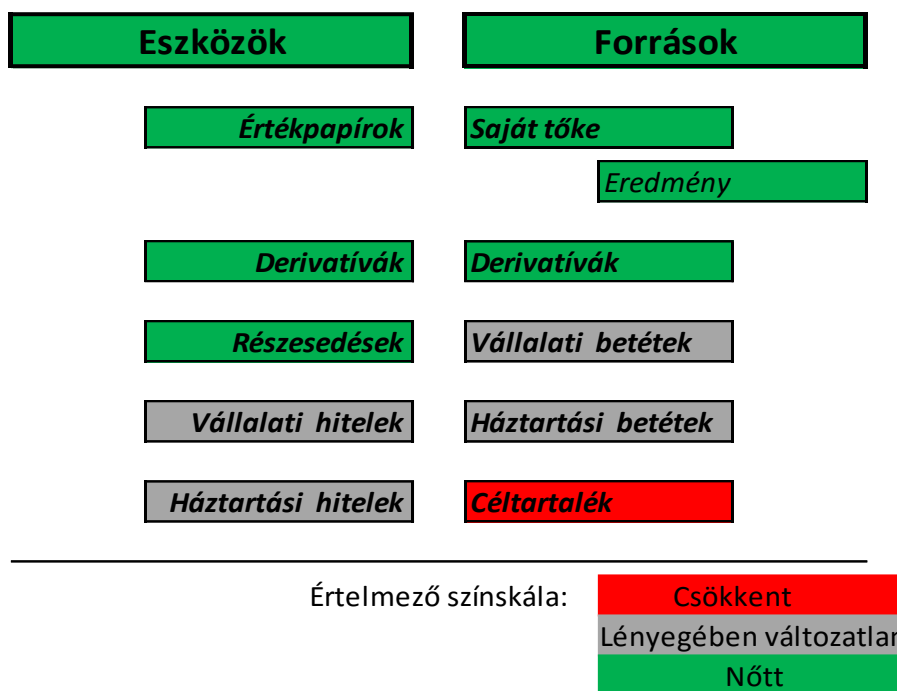 Eszközök Források
Értékpapírok Saját tőke
Eredmény
Derivatívák Derivatívák
Részesedések Vállalati betétek
Vállalati hitelek Háztartási betétek
Háztartási hitelek Céltartalék
Értelmező színskála: Csökkent
Lényegében változatlan
Nőtt